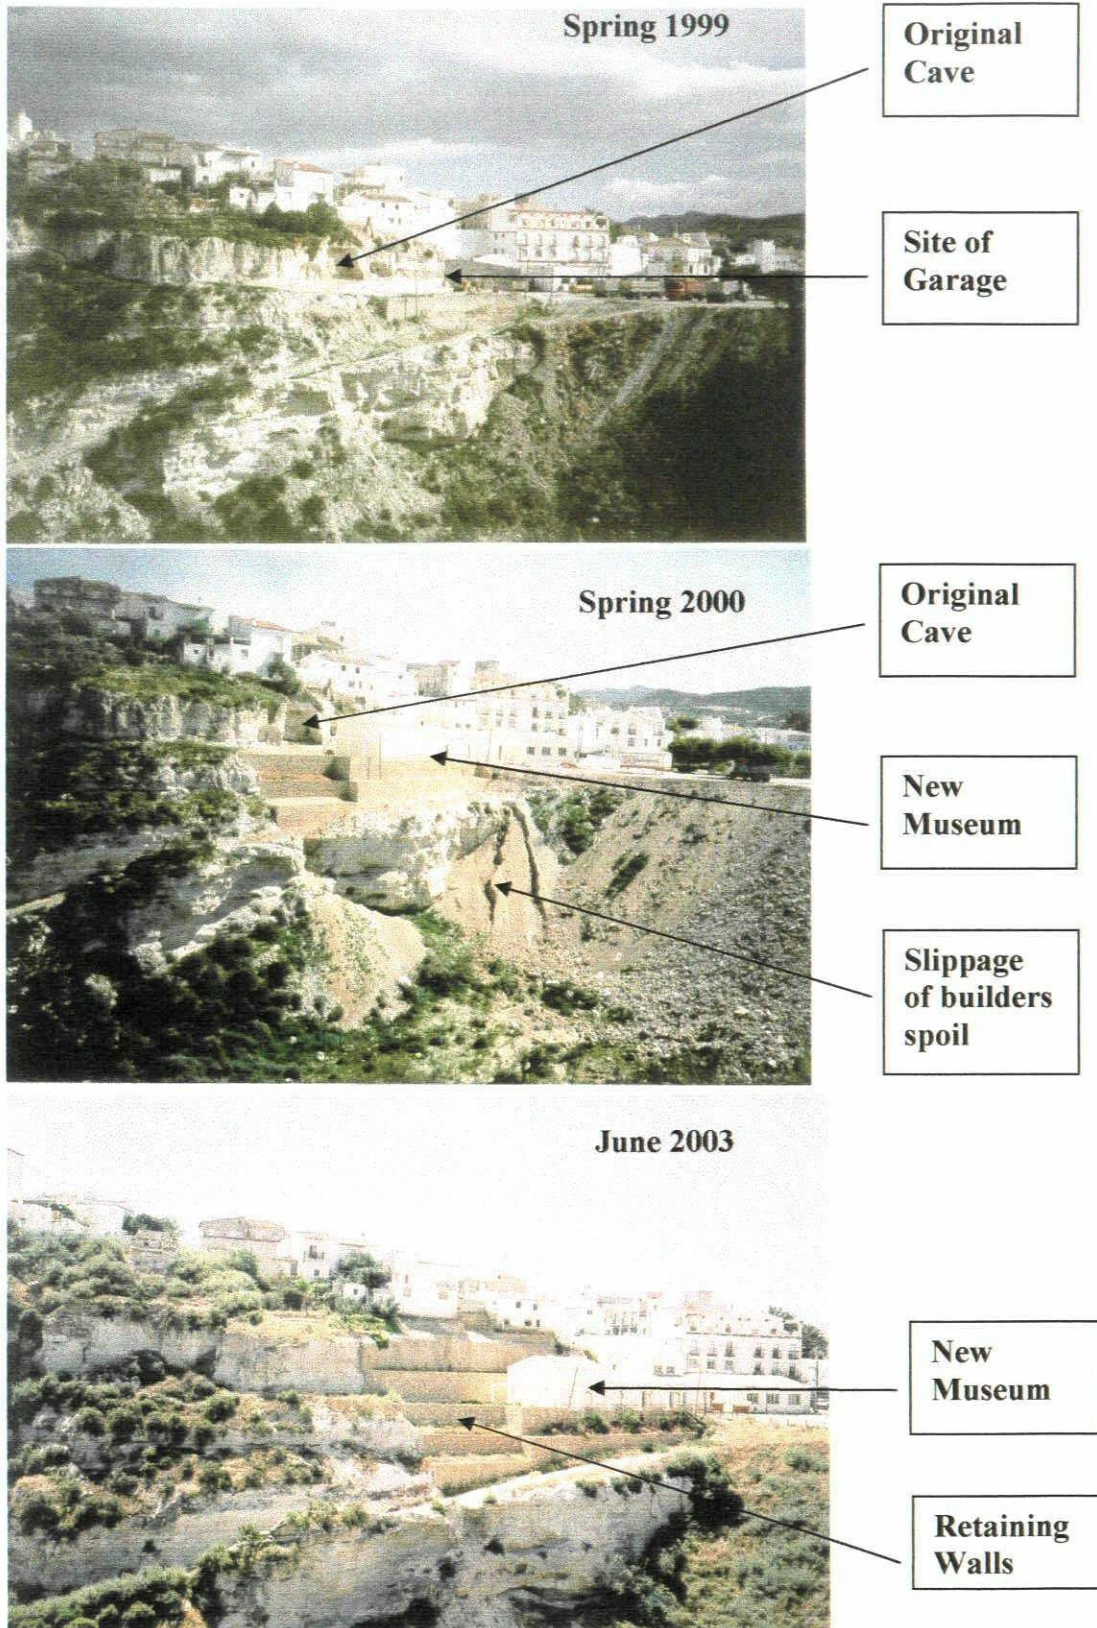 Spring 1999
Original
Cave
Site of
Garage
Spring 2000
Original
Cave
New
Museum
Slippage
of builders
spoil
June 2003
New
Museum
Retaining
Walls